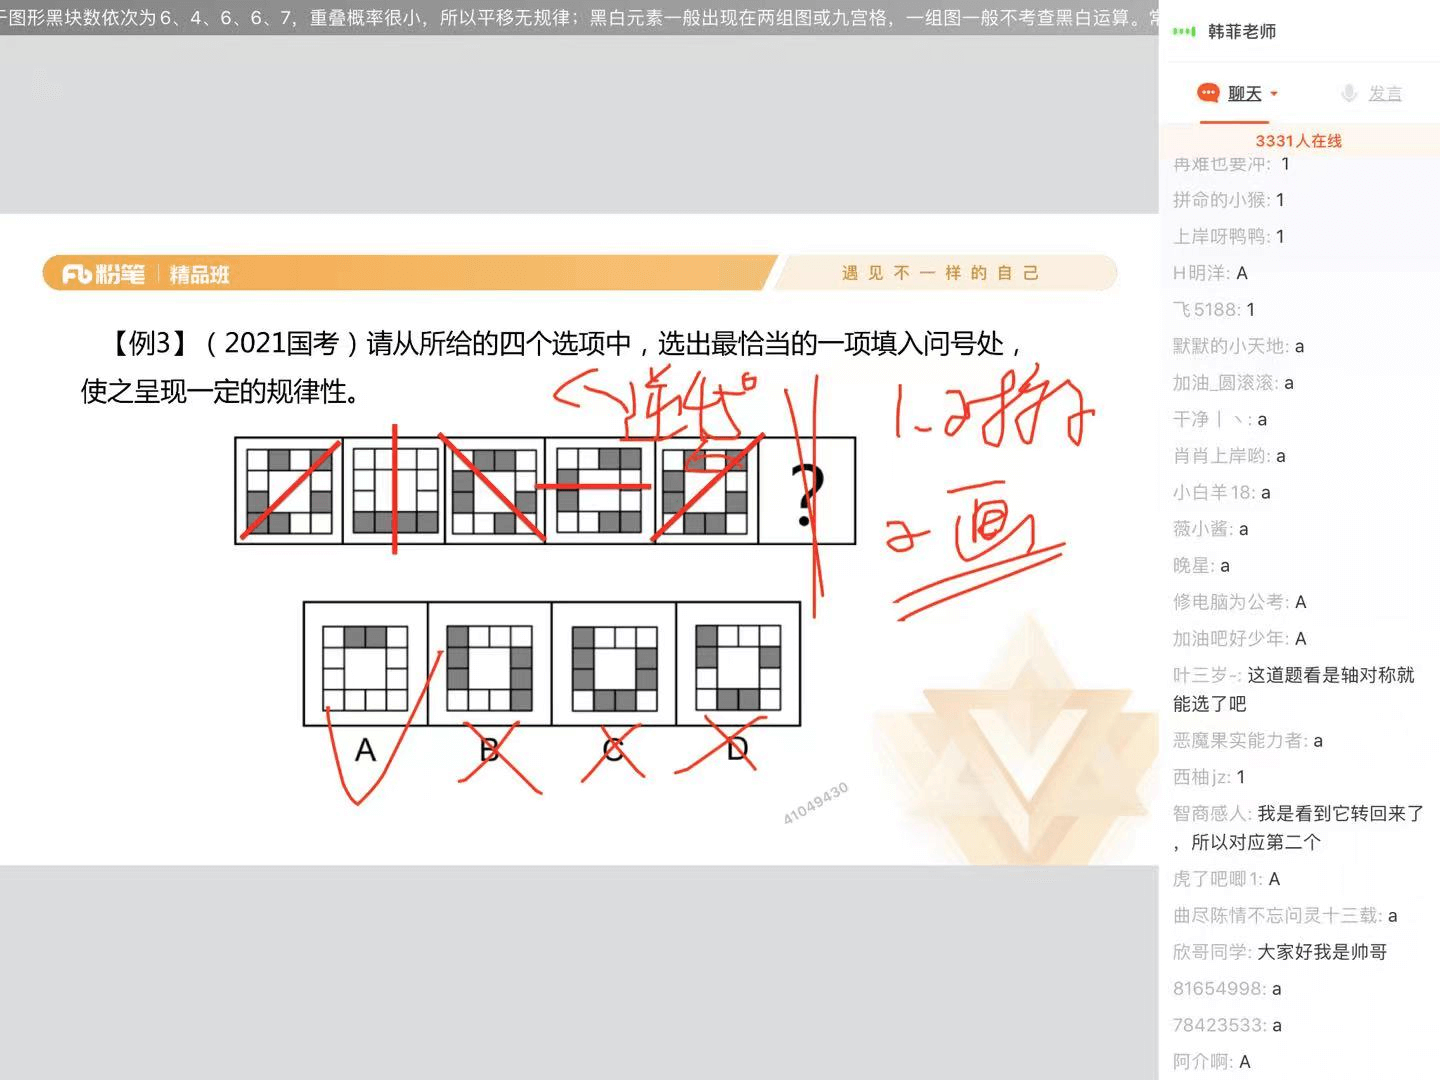 于图形黑块数依次为6、4、6、6、7，重叠概率很小，所以平移无规律；黑白元素一般出现在两组图或九宫格，一组图一般不考查黑白运算。常
粉笔 精品班
遇见不一样的自己
【例3】（2021国考）请从所给的四个选项中，选出最恰当的一项填入问号处，
使之呈现一定的规律性。
1.对称
2 画
?
A
B
C
D
41049430
韩菲老师
聊天
发言
3331人在线
再难也要冲: 1
拼命的小猴: 1
上岸呀鸭鸭: 1
H明洋: A
飞5188: 1
默默的小天地: a
加油_圆滚滚: a
干净丨丶: a
肖肖上岸哟: a
小白羊18: a
薇小酱: a
晚星: a
修电脑为公考: A
加油吧好少年: A
叶三岁~: 这道题看是轴对称就
能选了吧
恶魔果实能力者: a
西柚jz: 1
智商感人: 我是看到它转回来了
，所以对应第二个
虎了吧唧1: A
曲尽陈情不忘问灵十三载: a
欣哥同学: 大家好我是帅哥
81654998: a
78423533: a
阿介啊: A